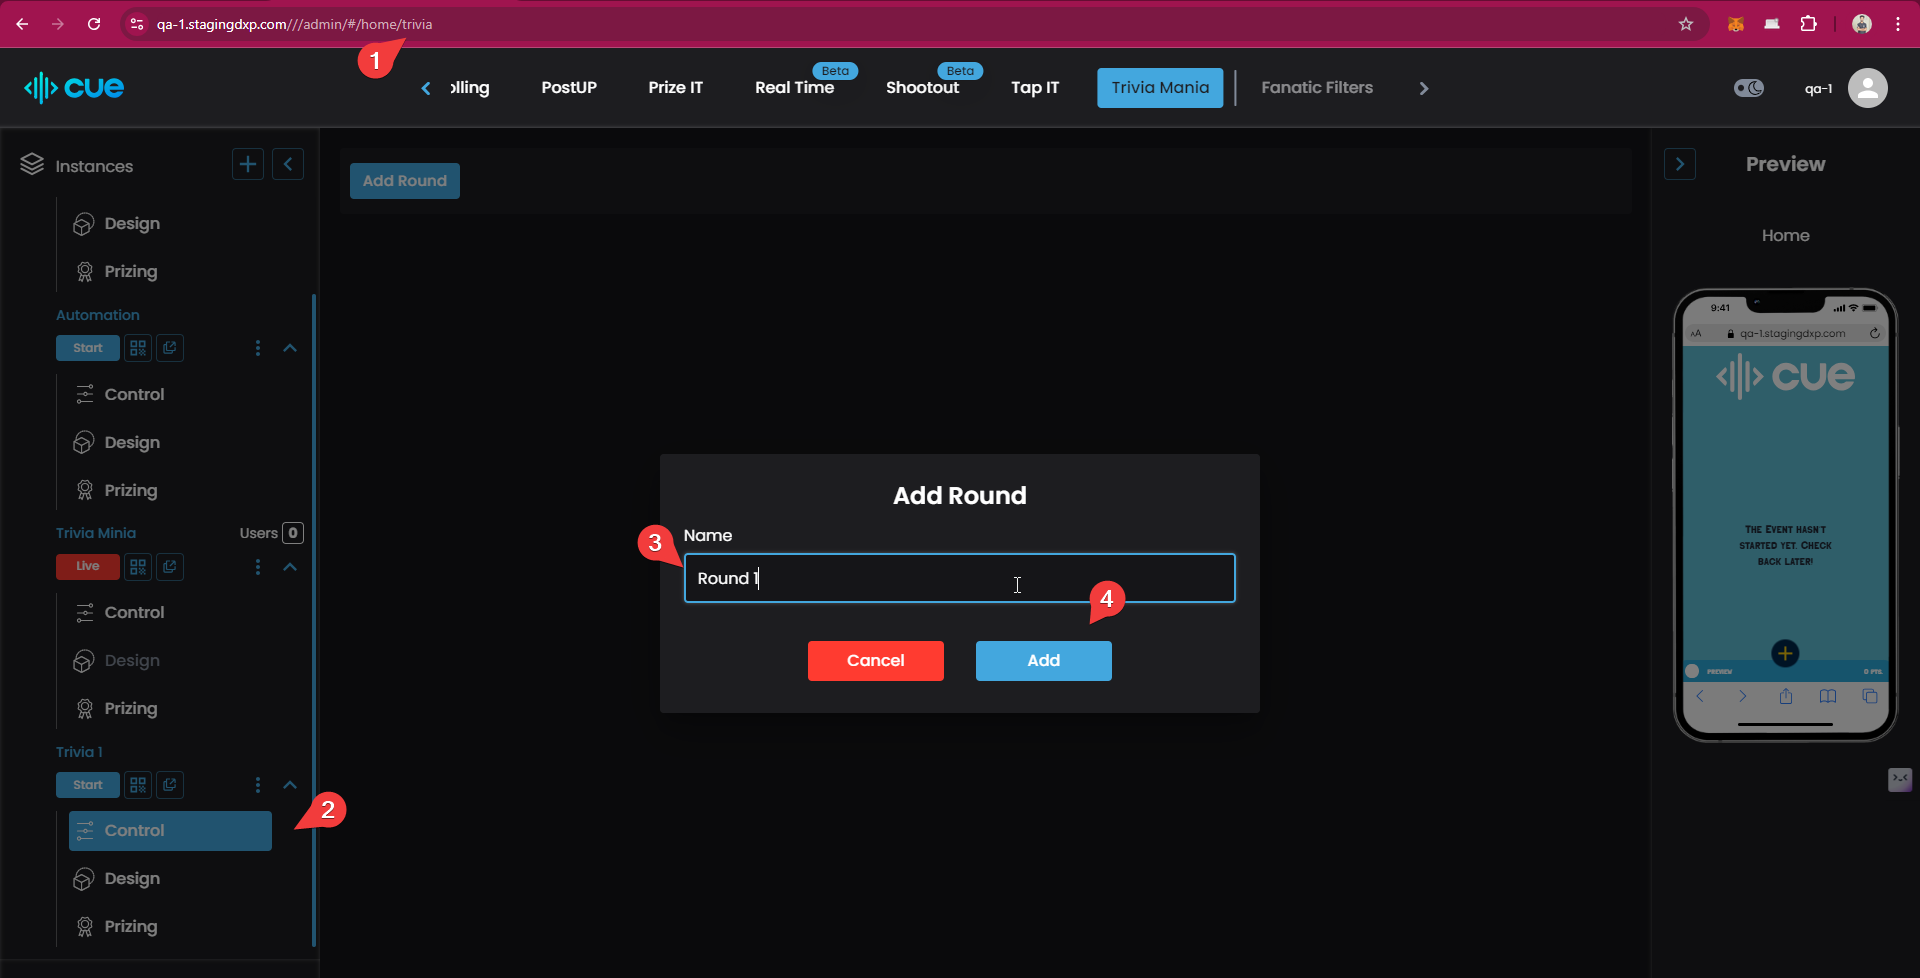 qa-1.stagingdxp.com///admin/#/home/trivia
1
cue
olling
PostUP
Prize IT
Real Time
Beta
Shootout
Beta
Tap IT
Trivia Mania
Fanatic Filters
qa-1
Instances
Design
Prizing
Automation
Start
Control
Design
Prizing
Trivia Minia
Users 0
Live
Control
Design
Prizing
Trivia 1
Start
Control
2
Design
Prizing
Add Round
Add Round
Name
3
Round 1
4
Cancel
Add
Preview
Home
9:41
AA
qa-1.stagingdxp.com
cue
The Event hasn't
started yet. Check
back later!
PREVIEW
0 PTS.